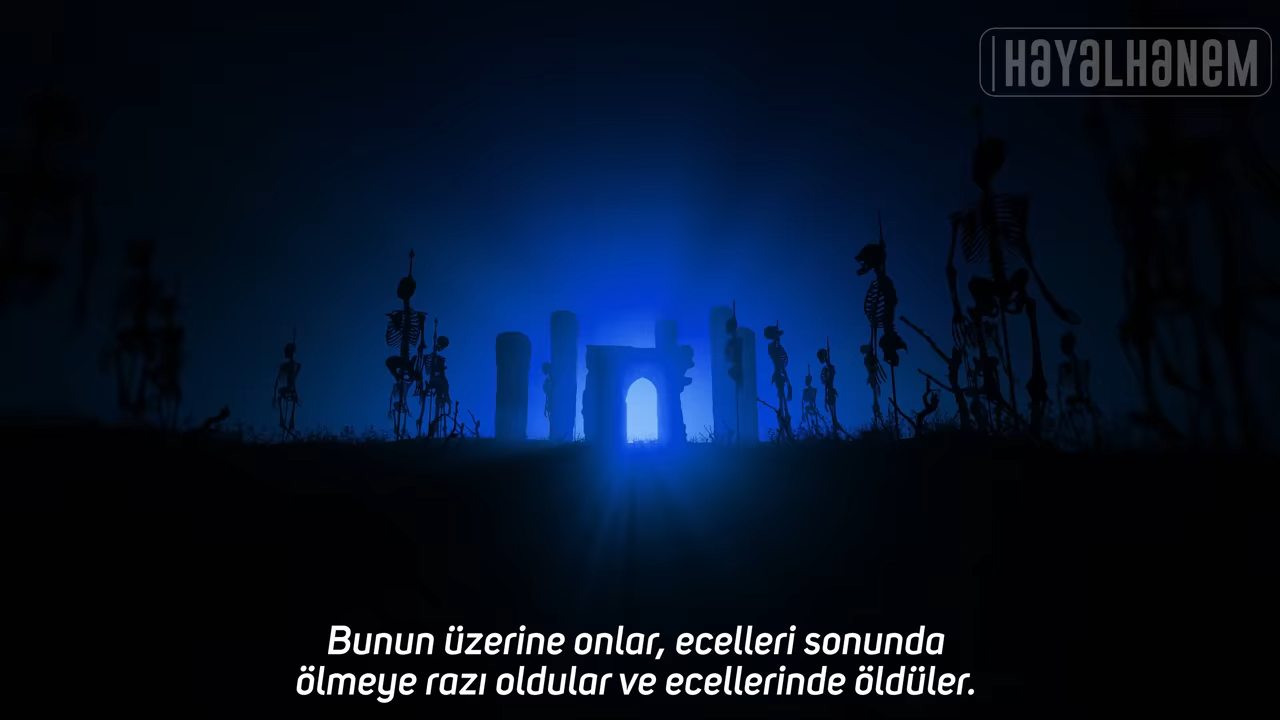 HAYALHANEM
Bunun üzerine onlar, ecelleri sonunda
ölmeye razı oldular ve ecellerinde öldüler.